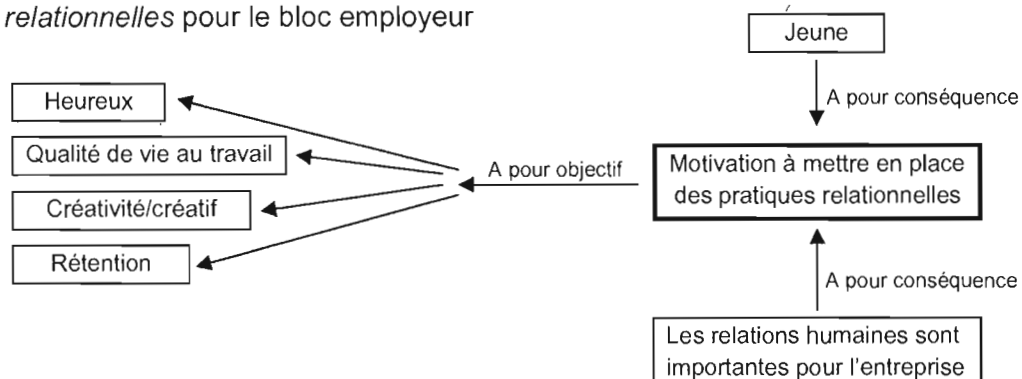 relationnelles pour le bloc employeur
Jeune
A pour conséquence
Heureux
Qualité de vie au travail
Créativité/créatif
Rétention
A pour objectif
Motivation à mettre en place
des pratiques relationnelles
A pour conséquence
Les relations humaines sont
importantes pour l'entreprise